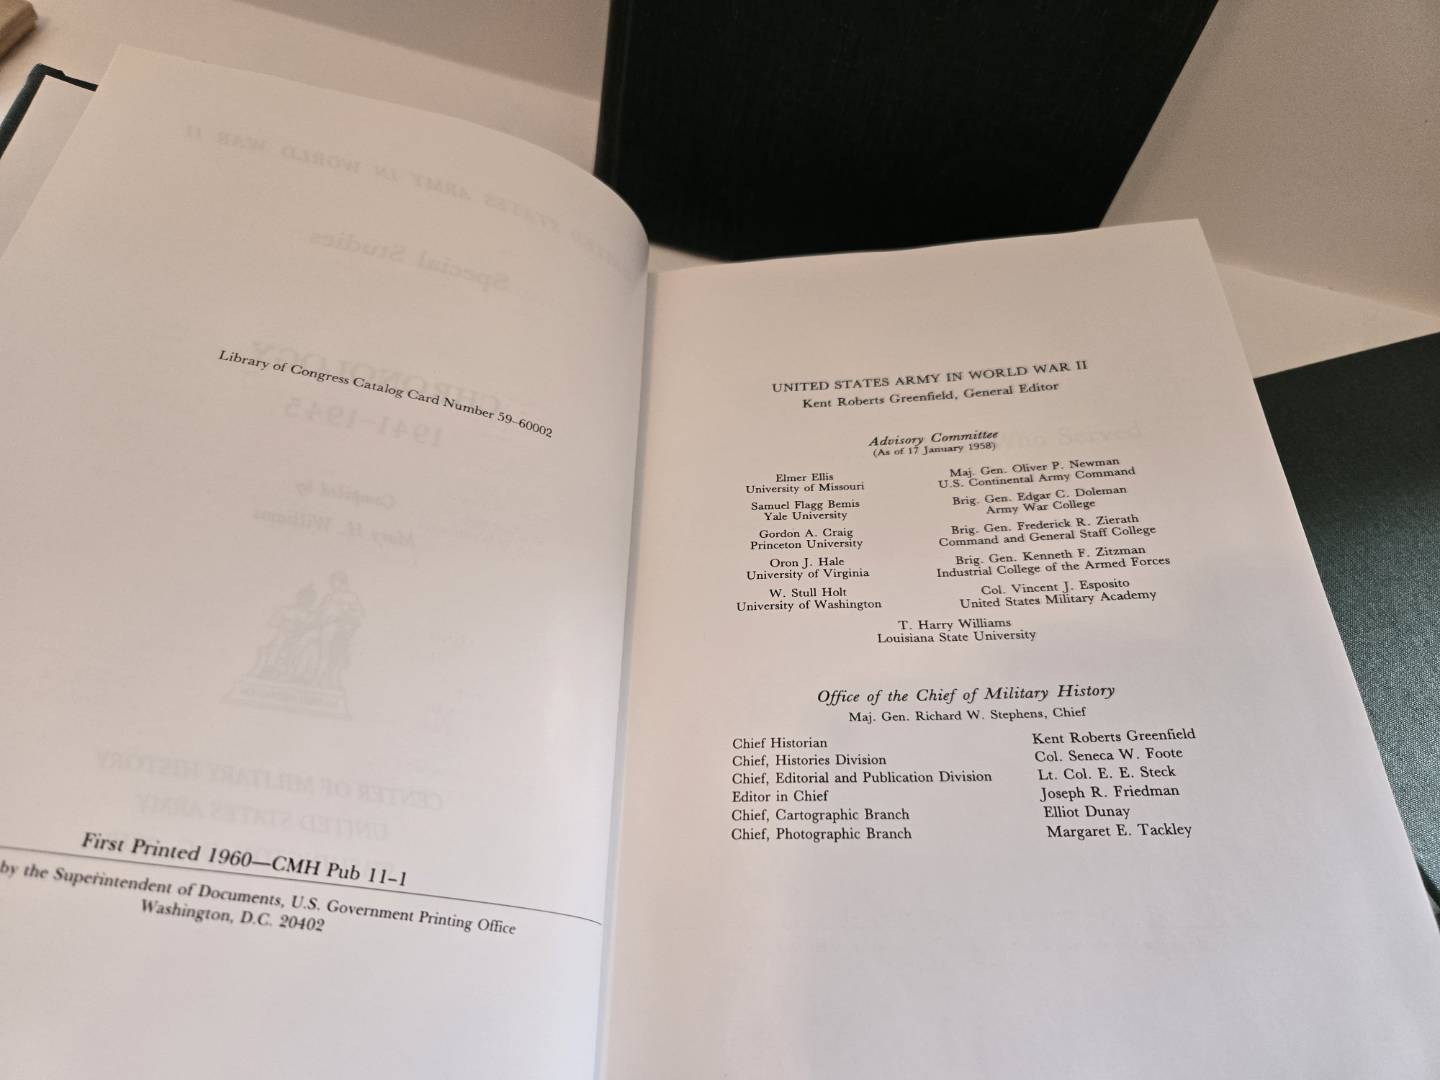 Library of Congress Catalog Card Number 59–60002
First Printed 1960—CMH Pub 11–1
by the Superintendent of Documents, U.S. Government Printing Office
Washington, D.C. 20402
UNITED STATES ARMY IN WORLD WAR II
Kent Roberts Greenfield, General Editor
Advisory Committee
(As of 17 January 1958)
Elmer Ellis
University of Missouri
Samuel Flagg Bemis
Yale University
Gordon A. Craig
Princeton University
Oron J. Hale
University of Virginia
W. Stull Holt
University of Washington
Maj. Gen. Oliver P. Newman
U.S. Continental Army Command
Brig. Gen. Edgar C. Doleman
Army War College
Brig. Gen. Frederick R. Zierath
Command and General Staff College
Brig. Gen. Kenneth F. Zitzman
Industrial College of the Armed Forces
Col. Vincent J. Esposito
United States Military Academy
T. Harry Williams
Louisiana State University
Office of the Chief of Military History
Maj. Gen. Richard W. Stephens, Chief
Chief Historian Kent Roberts Greenfield
Chief, Histories Division Col. Seneca W. Foote
Chief, Editorial and Publication Division Lt. Col. E. E. Steck
Editor in Chief Joseph R. Friedman
Chief, Cartographic Branch Elliot Dunay
Chief, Photographic Branch Margaret E. Tackley